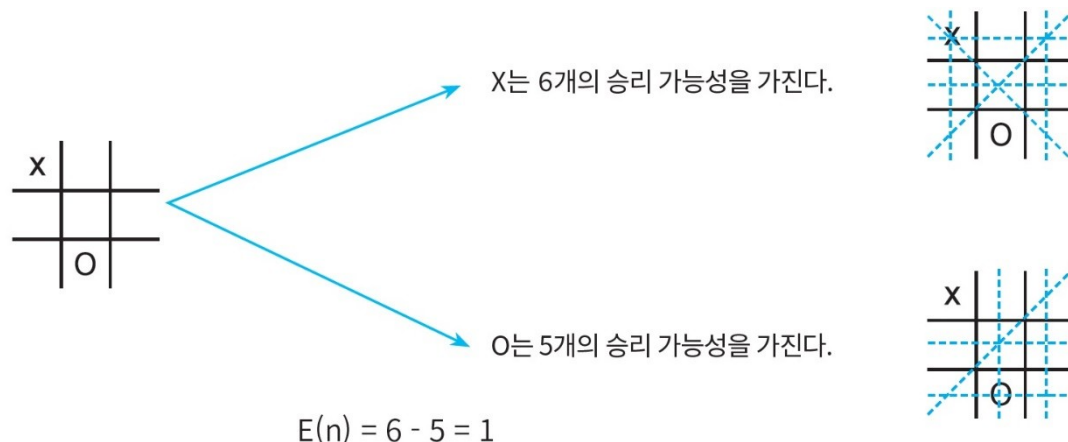 X는 6개의 승리 가능성을 가진다.
X
X
O
O
O는 5개의 승리 가능성을 가진다.
X
O
E(n) = 6 - 5 = 1